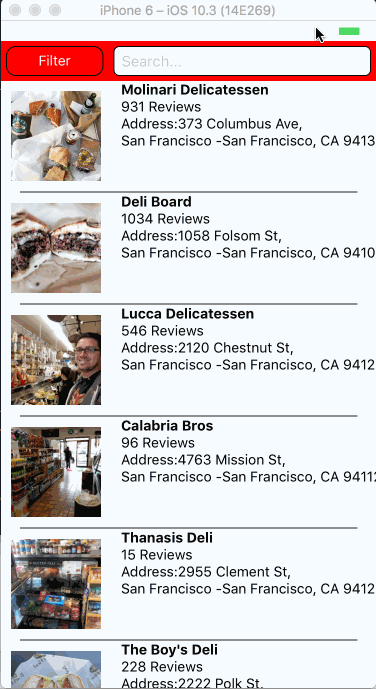 iPhone 6 – iOS 10.3 (14E269)
Filter
Search...
Molinari Delicatessen
931 Reviews
Address:373 Columbus Ave,
San Francisco -San Francisco, CA 9413
Deli Board
1034 Reviews
Address:1058 Folsom St,
San Francisco -San Francisco, CA 9410
Lucca Delicatessen
546 Reviews
Address:2120 Chestnut St,
San Francisco -San Francisco, CA 9412
Calabria Bros
96 Reviews
Address:4763 Mission St,
San Francisco -San Francisco, CA 94112
Thanasis Deli
15 Reviews
Address:2955 Clement St,
San Francisco -San Francisco, CA 9412
The Boy's Deli
228 Reviews
Address:2222 Polk St,